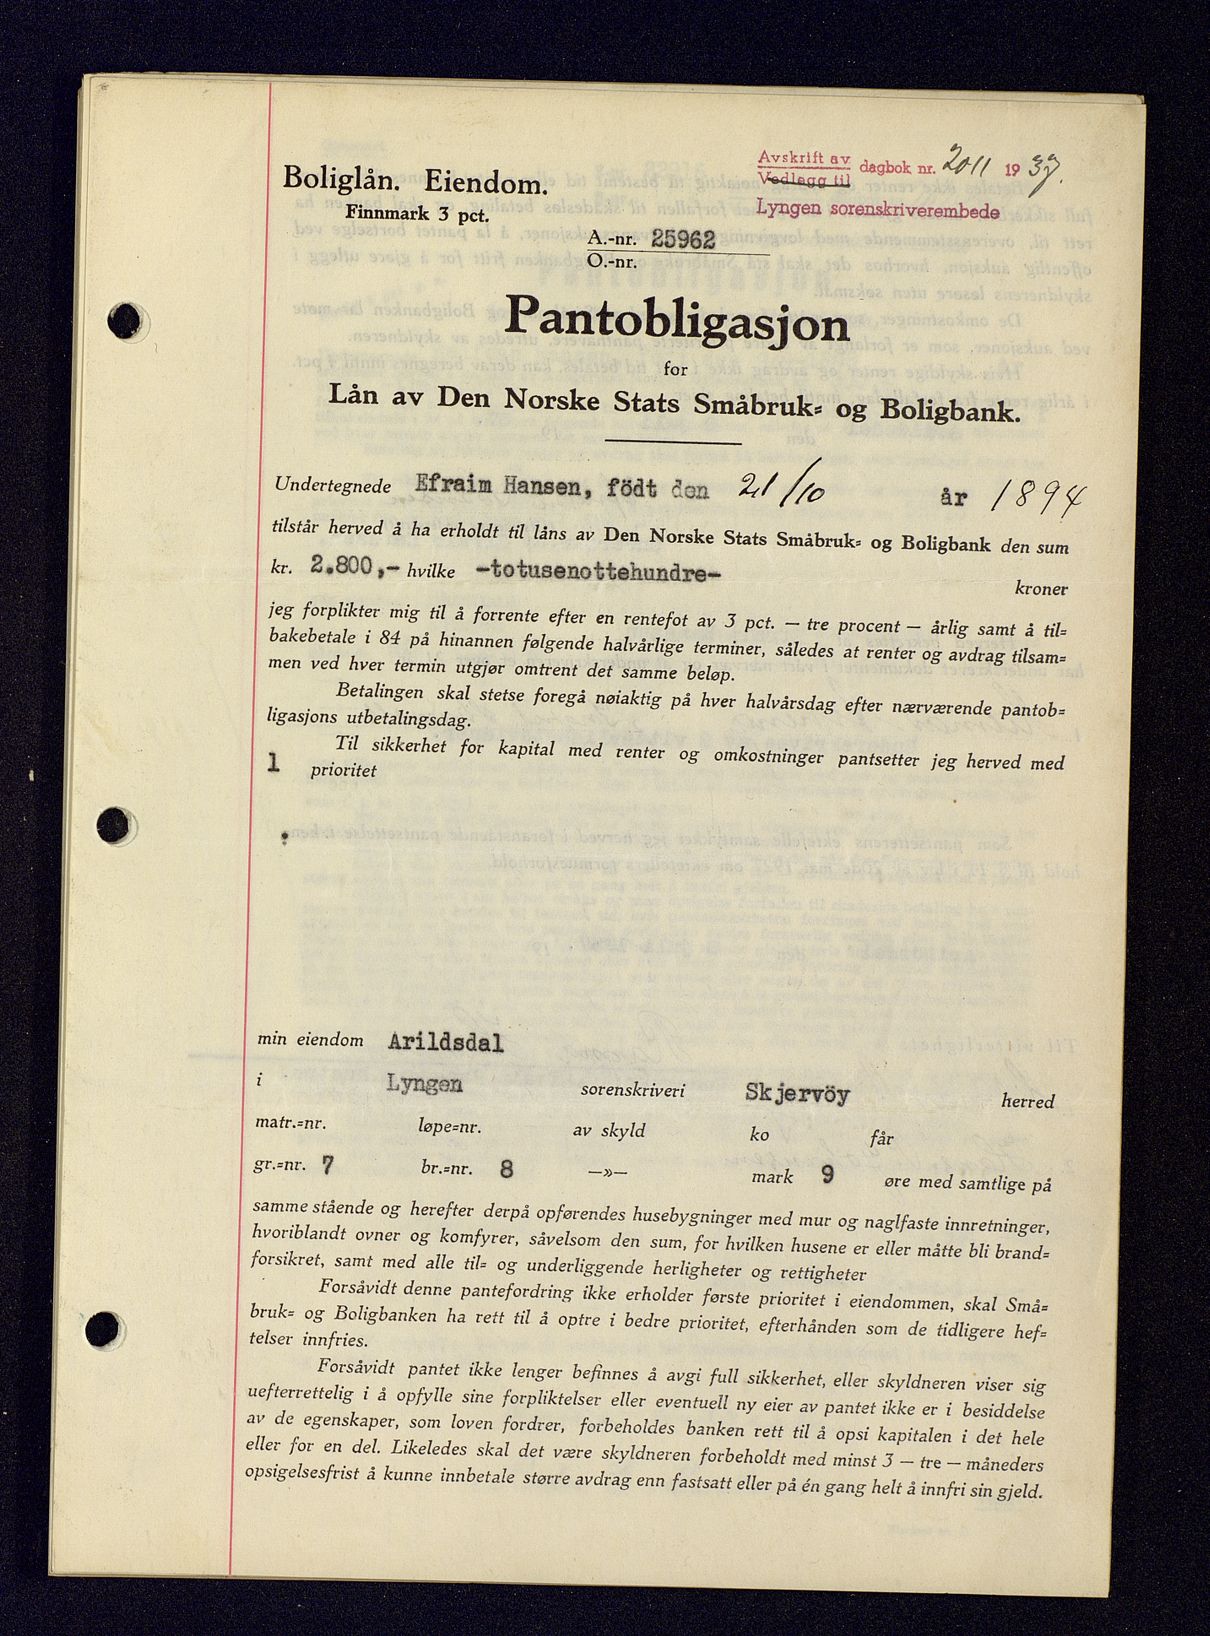 Avskrift av
Vedlegg til dagbok nr. 2011 1937.
Lyngen sorenskriverembede
Boliglån. Eiendom.
Finnmark 3 pct.
A.-nr. 25962
O.-nr.
Pantobligasjon
for
Lån av Den Norske Stats Småbruk= og Boligbank.
Undertegnede Efraim Hansen, födt den 21/10 år 1894
tilstår herved å ha erholdt til låns av Den Norske Stats Småbruk= og Boligbank den sum
kr. 2.800,- hvilke -totusenottehundre- kroner
jeg forplikter mig til å forrente efter en rentefot av 3 pct. — tre procent — årlig samt å til=
bakebetale i 84 på hinannen følgende halvårlige terminer, således at renter og avdrag tilsam=
men ved hver termin utgjør omtrent det samme beløp.
Betalingen skal stetse foregå nøiaktig på hver halvårsdag efter nærværende pantob=
ligasjons utbetalingsdag.
Til sikkerhet for kapital med renter og omkostninger pantsetter jeg herved med
1 prioritet
min eiendom Arildsdal
i Lyngen sorenskriveri Skjervöy herred
matr.=nr. løpe=nr. av skyld ko får
gr.=nr. 7 br.=nr. 8 —»— mark 9 øre med samtlige på
samme stående og herefter derpå opførendes husebygninger med mur og naglfaste innretninger,
hvoriblandt ovner og komfyrer, såvelsom den sum, for hvilken husene er eller måtte bli brand=
forsikret, samt med alle til= og underliggende herligheter og rettigheter
Forsåvidt denne pantefordring ikke erholder første prioritet i eiendommen, skal Små=
bruk= og Boligbanken ha rett til å optre i bedre prioritet, efterhånden som de tidligere hef=
telser innfries.
Forsåvidt pantet ikke lenger befinnes å avgi full sikkerhet, eller skyldneren viser sig
uefterrettelig i å opfylle sine forpliktelser eller eventuell ny eier av pantet ikke er i besiddelse
av de egenskaper, som loven fordrer, forbeholdes banken rett til å opsi kapitalen i det hele
eller for en del. Likeledes skal det være skyldneren forbeholdt med minst 3 — tre — måneders
opsigelsesfrist å kunne innbetale større avdrag enn fastsatt eller på én gang helt å innfri sin gjeld.